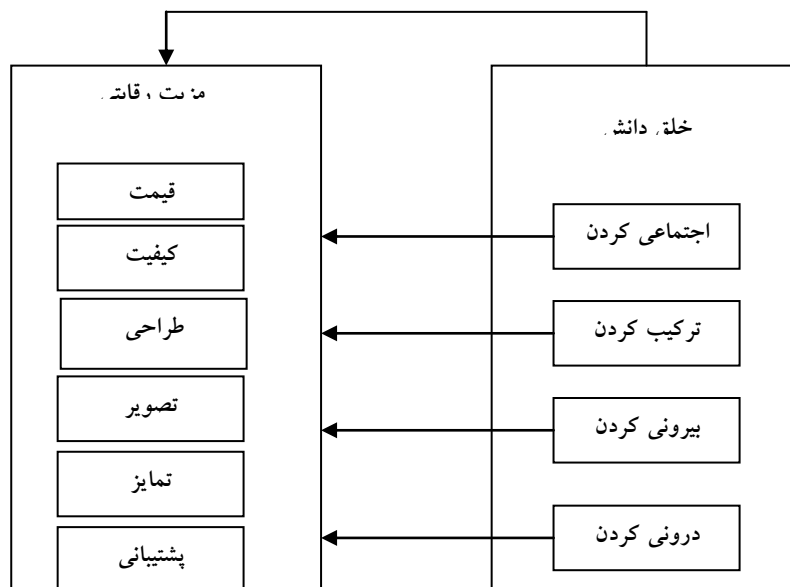 خلق دانش
اجتماعی کردن
ترکیب کردن
بیرونی کردن
درونی کردن
مزیت رقابتی
قیمت
کیفیت
طراحی
تصویر
تمایز
پشتیبانی